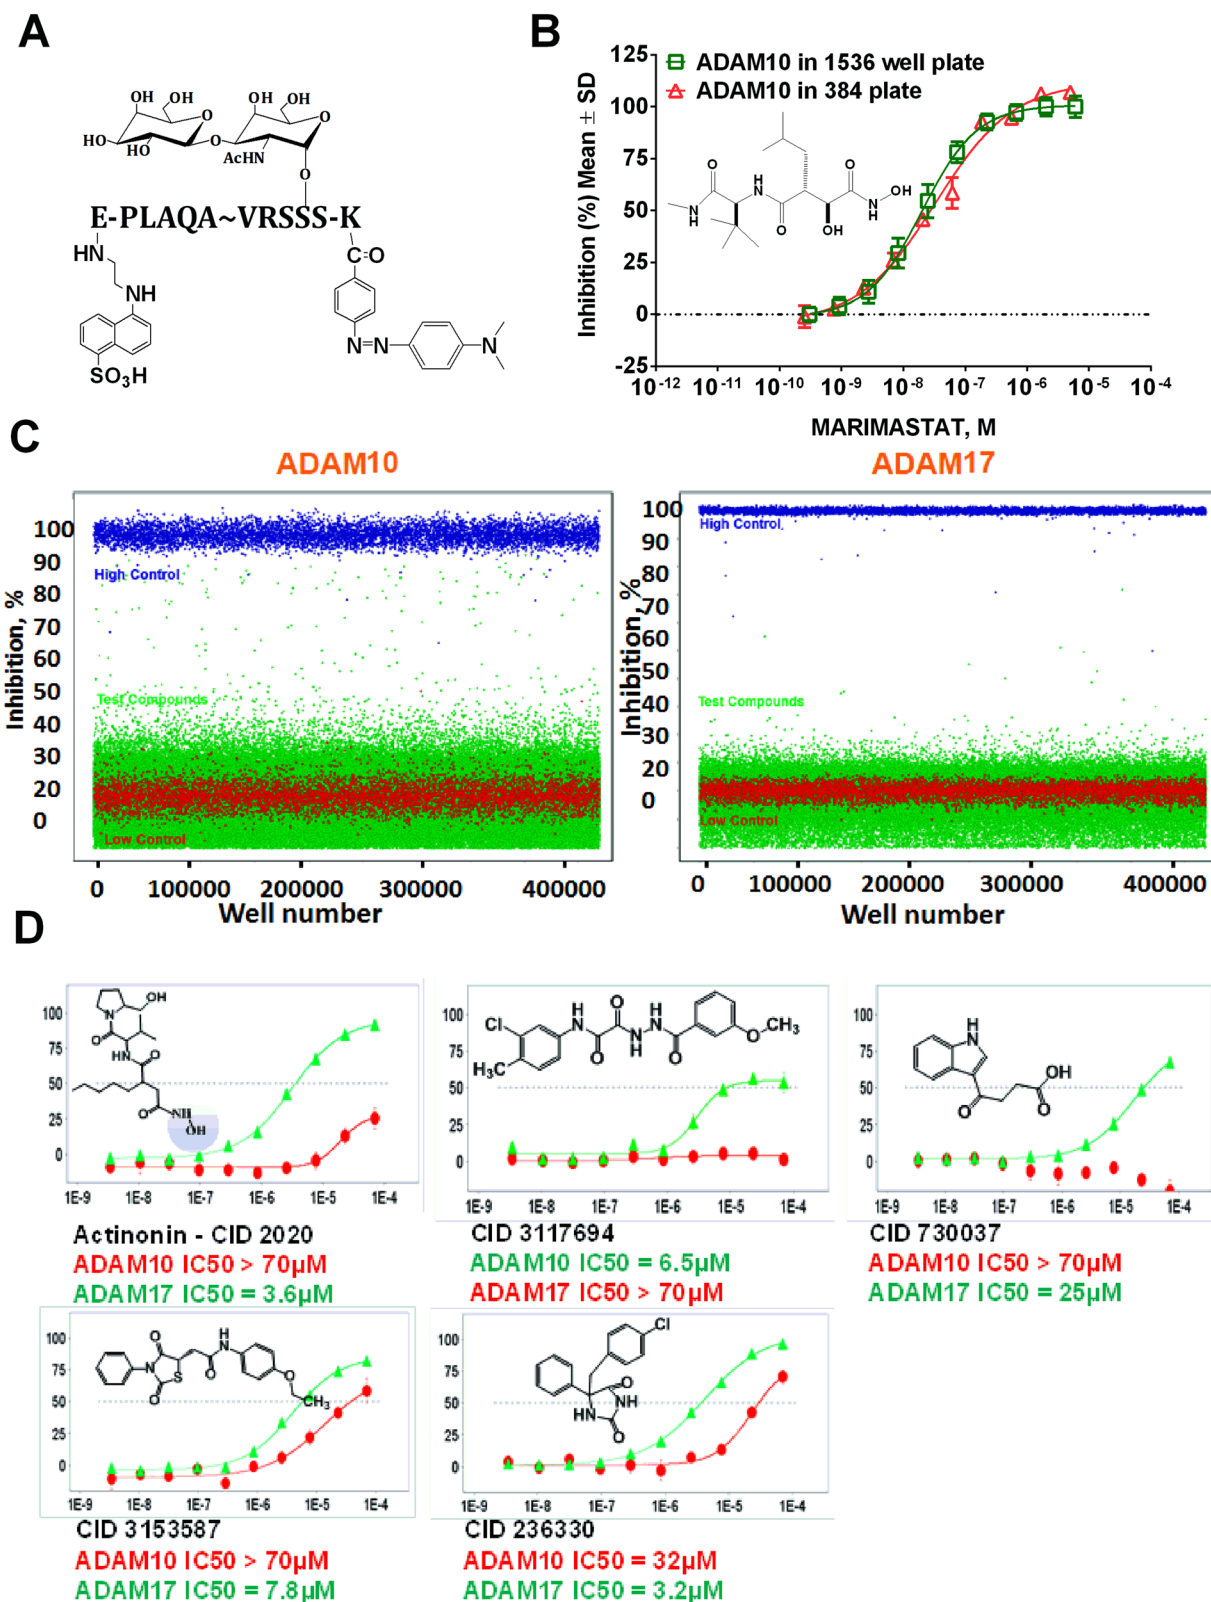 A
OH
OH
HO
HO
OH
O
O
OH
OH
AcHN
O
O
E-PLAQA~VRSSS-K
HN
NH
SO3H
C=O
N=N
N
B
125
100
75
50
25
0
-25
Inhibition (%) Mean ± SD
ADAM10 in 1536 well plate
ADAM10 in 384 plate
O
H
N
O
O
N
H
OH
N
H
O
OH
10-12 10-11 10-10 10-9 10-8 10-7 10-6 10-5 10-4
MARIMASTAT, M
C
ADAM10
100
90
80
70
60
50
40
30
20
0
Inhibition, %
High Control
Test Compounds
Low Control
0 100000 200000 300000 400000
Well number
ADAM17
100
90
80
70
60
50
40
30
20
0
Inhibition, %
High Control
Test Compounds
Low Control
0 100000 200000 300000 400000
Well number
D
100
75
50
25
0
OH
N
O
HN
O
O
NH
OH
1E-9 1E-8 1E-7 1E-6 1E-5 1E-4
Actinonin - CID 2020
ADAM10 IC50 > 70µM
ADAM17 IC50 = 3.6µM
100
75
50
25
0
Cl
H3C
H
N
O
O
N
H
H
N
O
O
CH3
1E-9 1E-8 1E-7 1E-6 1E-5 1E-4
CID 3117694
ADAM10 IC50 = 6.5µM
ADAM17 IC50 > 70µM
100
75
50
25
0
H
N
O
OH
O
1E-9 1E-8 1E-7 1E-6 1E-5 1E-4
CID 730037
ADAM10 IC50 > 70µM
ADAM17 IC50 = 25µM
100
75
50
25
0
O
N
S
O
H
N
O
O
CH3
1E-9 1E-8 1E-7 1E-6 1E-5 1E-4
CID 3153587
ADAM10 IC50 > 70µM
ADAM17 IC50 = 7.8µM
100
75
50
25
0
Cl
O
NH
HN
O
1E-9 1E-8 1E-7 1E-6 1E-5 1E-4
CID 236330
ADAM10 IC50 = 32µM
ADAM17 IC50 = 3.2µM